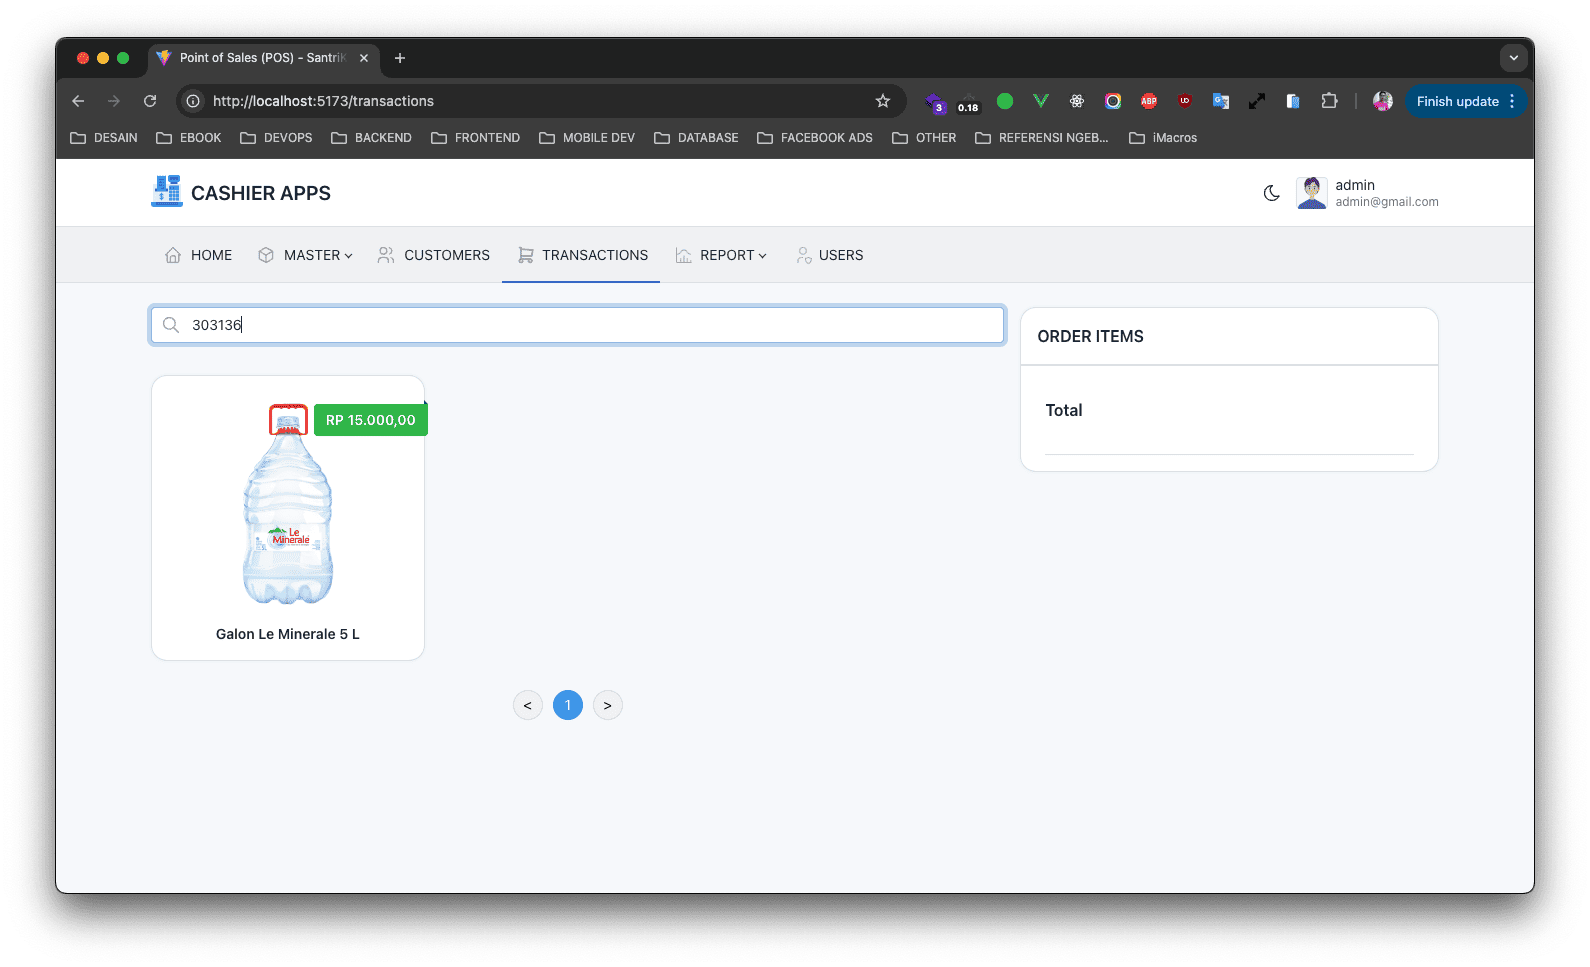 Point of Sales (POS) - SantriK
http://localhost:5173/transactions
3
0.18
ABP
UD
Finish update
DESAIN
EBOOK
DEVOPS
BACKEND
FRONTEND
MOBILE DEV
DATABASE
FACEBOOK ADS
OTHER
REFERENSI NGEB...
iMacros
CASHIER APPS
admin
admin@gmail.com
HOME
MASTER
CUSTOMERS
TRANSACTIONS
REPORT
USERS
303136
ORDER ITEMS
Total
RP 15.000,00
Le
Minerale
Galon Le Minerale 5 L
< 1 >